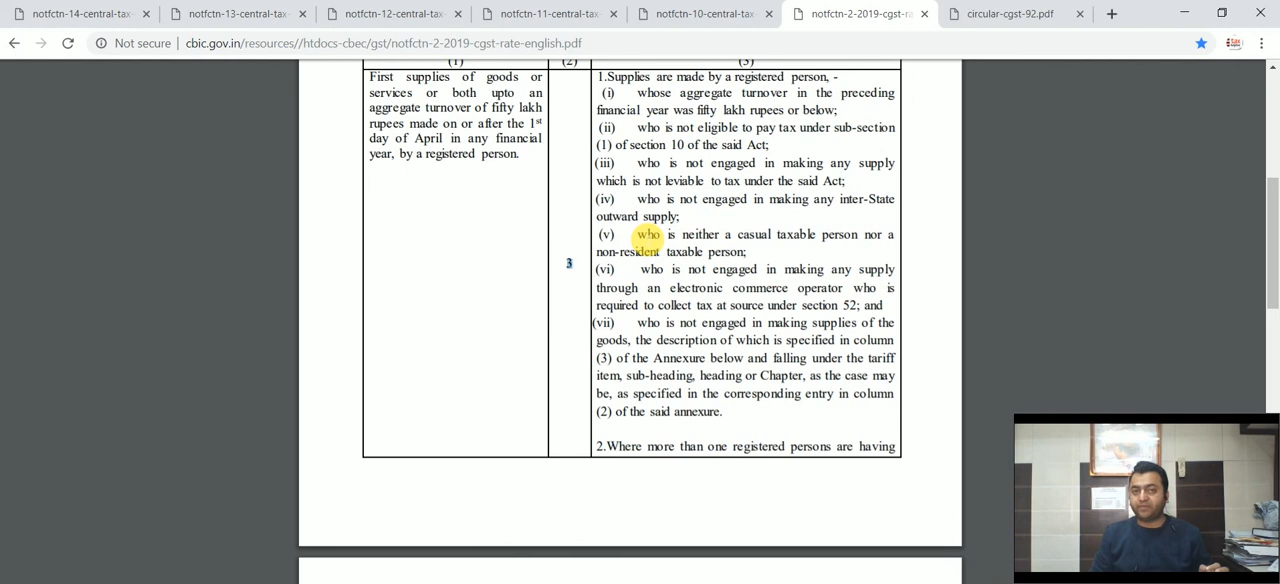 notfctn-14-central-tax-
notfctn-13-central-tax-
notfctn-12-central-tax-
notfctn-11-central-tax-
notfctn-10-central-tax-
notfctn-2-2019-cgst-ra
circular-cgst-92.pdf
Not secure | cbic.gov.in/resources//htdocs-cbec/gst/notfctn-2-2019-cgst-rate-english.pdf
(1)
(2)
(3)
First supplies of goods or
services or both upto an
aggregate turnover of fifty lakh
rupees made on or after the 1st
day of April in any financial
year, by a registered person.
3
1.Supplies are made by a registered person, -
(i) whose aggregate turnover in the preceding
financial year was fifty lakh rupees or below;
(ii) who is not eligible to pay tax under sub-section
(1) of section 10 of the said Act;
(iii) who is not engaged in making any supply
which is not leviable to tax under the said Act;
(iv) who is not engaged in making any inter-State
outward supply;
(v) who is neither a casual taxable person nor a
non-resident taxable person;
(vi) who is not engaged in making any supply
through an electronic commerce operator who is
required to collect tax at source under section 52; and
(vii) who is not engaged in making supplies of the
goods, the description of which is specified in column
(3) of the Annexure below and falling under the tariff
item, sub-heading, heading or Chapter, as the case may
be, as specified in the corresponding entry in column
(2) of the said annexure.
2.Where more than one registered persons are having